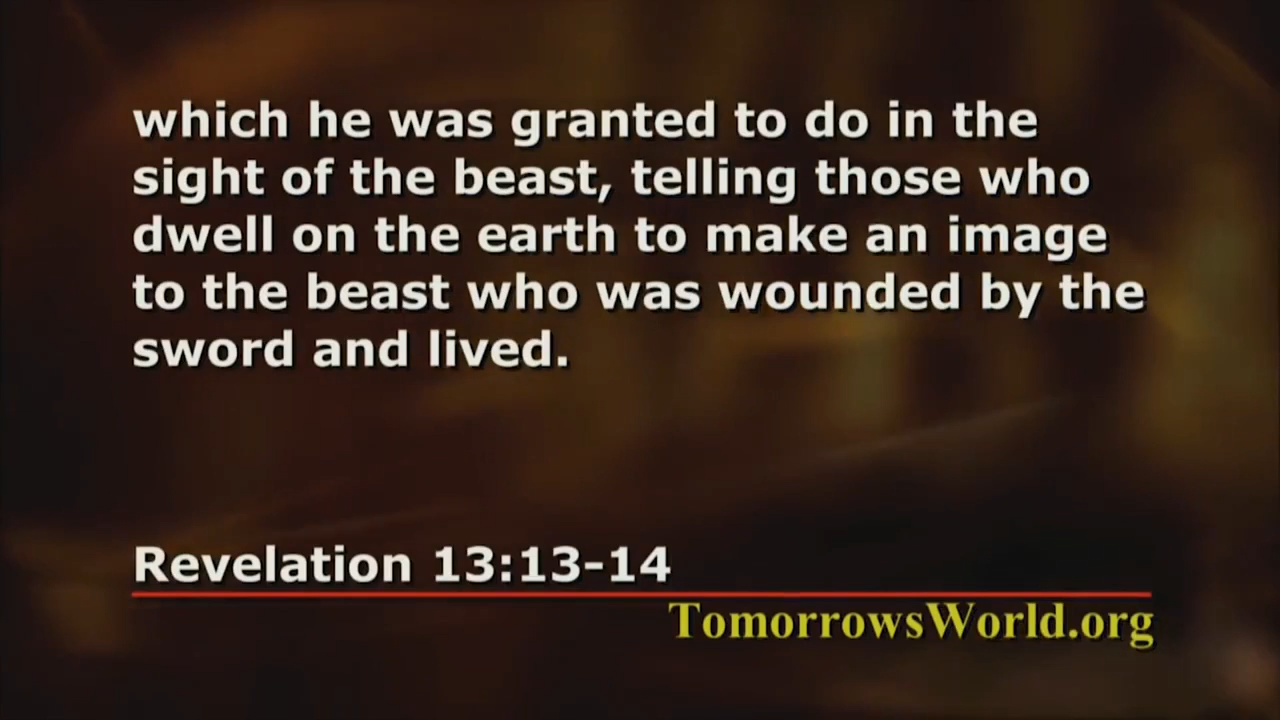 which he was granted to do in the
sight of the beast, telling those who
dwell on the earth to make an image
to the beast who was wounded by the
sword and lived.
Revelation 13:13-14
TomorrowsWorld.org